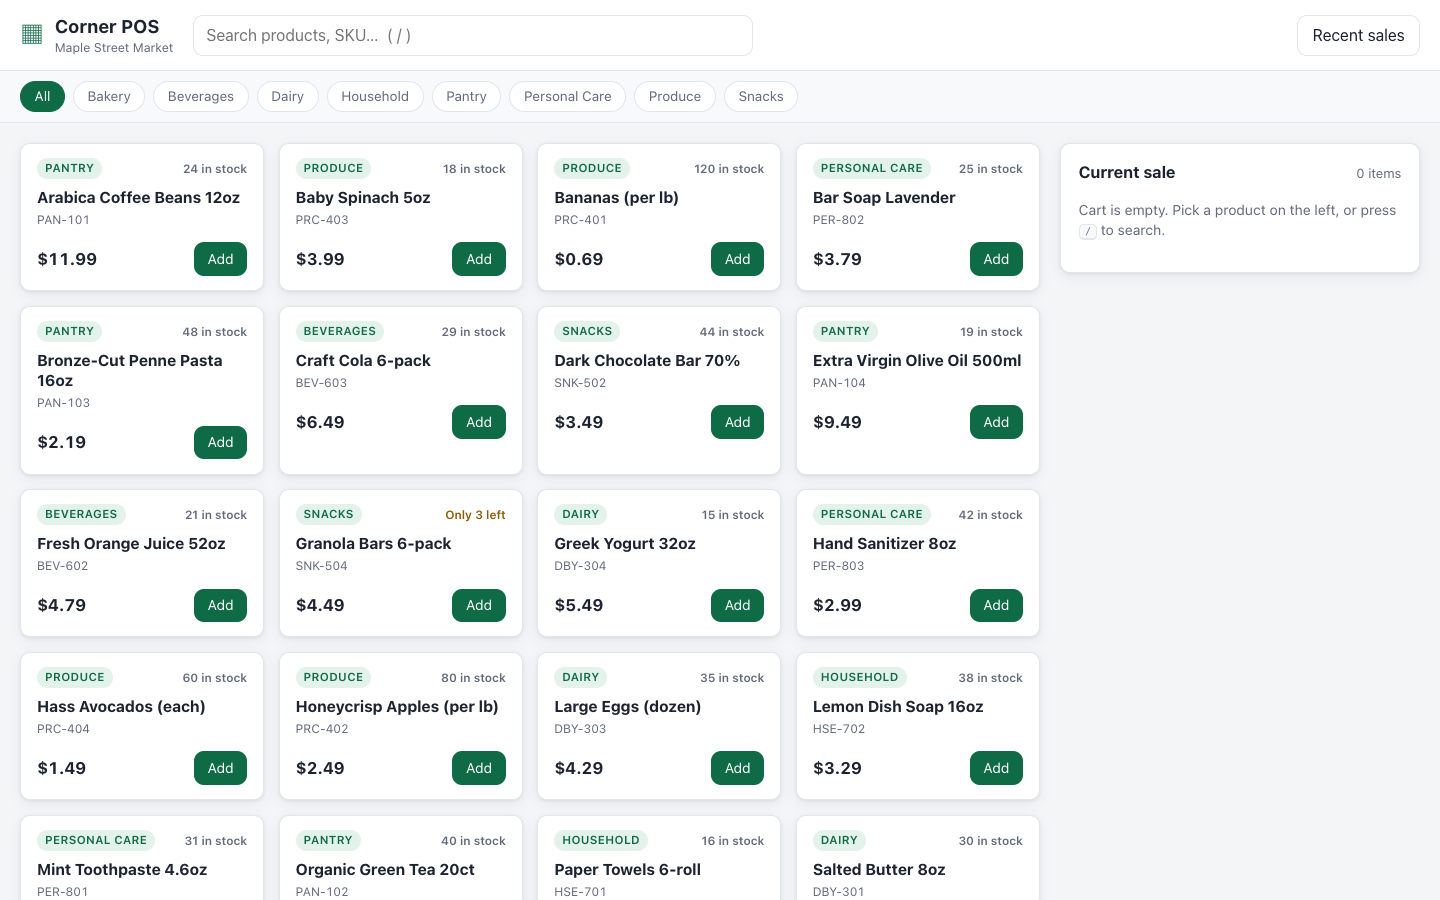 Corner POS
Maple Street Market
Search products, SKU… ( / )
Recent sales
All
Bakery
Beverages
Dairy
Household
Pantry
Personal Care
Produce
Snacks
PANTRY
24 in stock
Arabica Coffee Beans 12oz
PAN-101
$11.99
Add
PRODUCE
18 in stock
Baby Spinach 5oz
PRC-403
$3.99
Add
PRODUCE
120 in stock
Bananas (per lb)
PRC-401
$0.69
Add
PERSONAL CARE
25 in stock
Bar Soap Lavender
PER-802
$3.79
Add
Current sale
0 items
Cart is empty. Pick a product on the left, or press
/ to search.
PANTRY
48 in stock
Bronze-Cut Penne Pasta
16oz
PAN-103
$2.19
Add
BEVERAGES
29 in stock
Craft Cola 6-pack
BEV-603
$6.49
Add
SNACKS
44 in stock
Dark Chocolate Bar 70%
SNK-502
$3.49
Add
PANTRY
19 in stock
Extra Virgin Olive Oil 500ml
PAN-104
$9.49
Add
BEVERAGES
21 in stock
Fresh Orange Juice 52oz
BEV-602
$4.79
Add
SNACKS
Only 3 left
Granola Bars 6-pack
SNK-504
$4.49
Add
DAIRY
15 in stock
Greek Yogurt 32oz
DBY-304
$5.49
Add
PERSONAL CARE
42 in stock
Hand Sanitizer 8oz
PER-803
$2.99
Add
PRODUCE
60 in stock
Hass Avocados (each)
PRC-404
$1.49
Add
PRODUCE
80 in stock
Honeycrisp Apples (per lb)
PRC-402
$2.49
Add
DAIRY
35 in stock
Large Eggs (dozen)
DBY-303
$4.29
Add
HOUSEHOLD
38 in stock
Lemon Dish Soap 16oz
HSE-702
$3.29
Add
PERSONAL CARE
31 in stock
Mint Toothpaste 4.6oz
PER-801
PANTRY
40 in stock
Organic Green Tea 20ct
PAN-102
HOUSEHOLD
16 in stock
Paper Towels 6-roll
HSE-701
DAIRY
30 in stock
Salted Butter 8oz
DBY-301